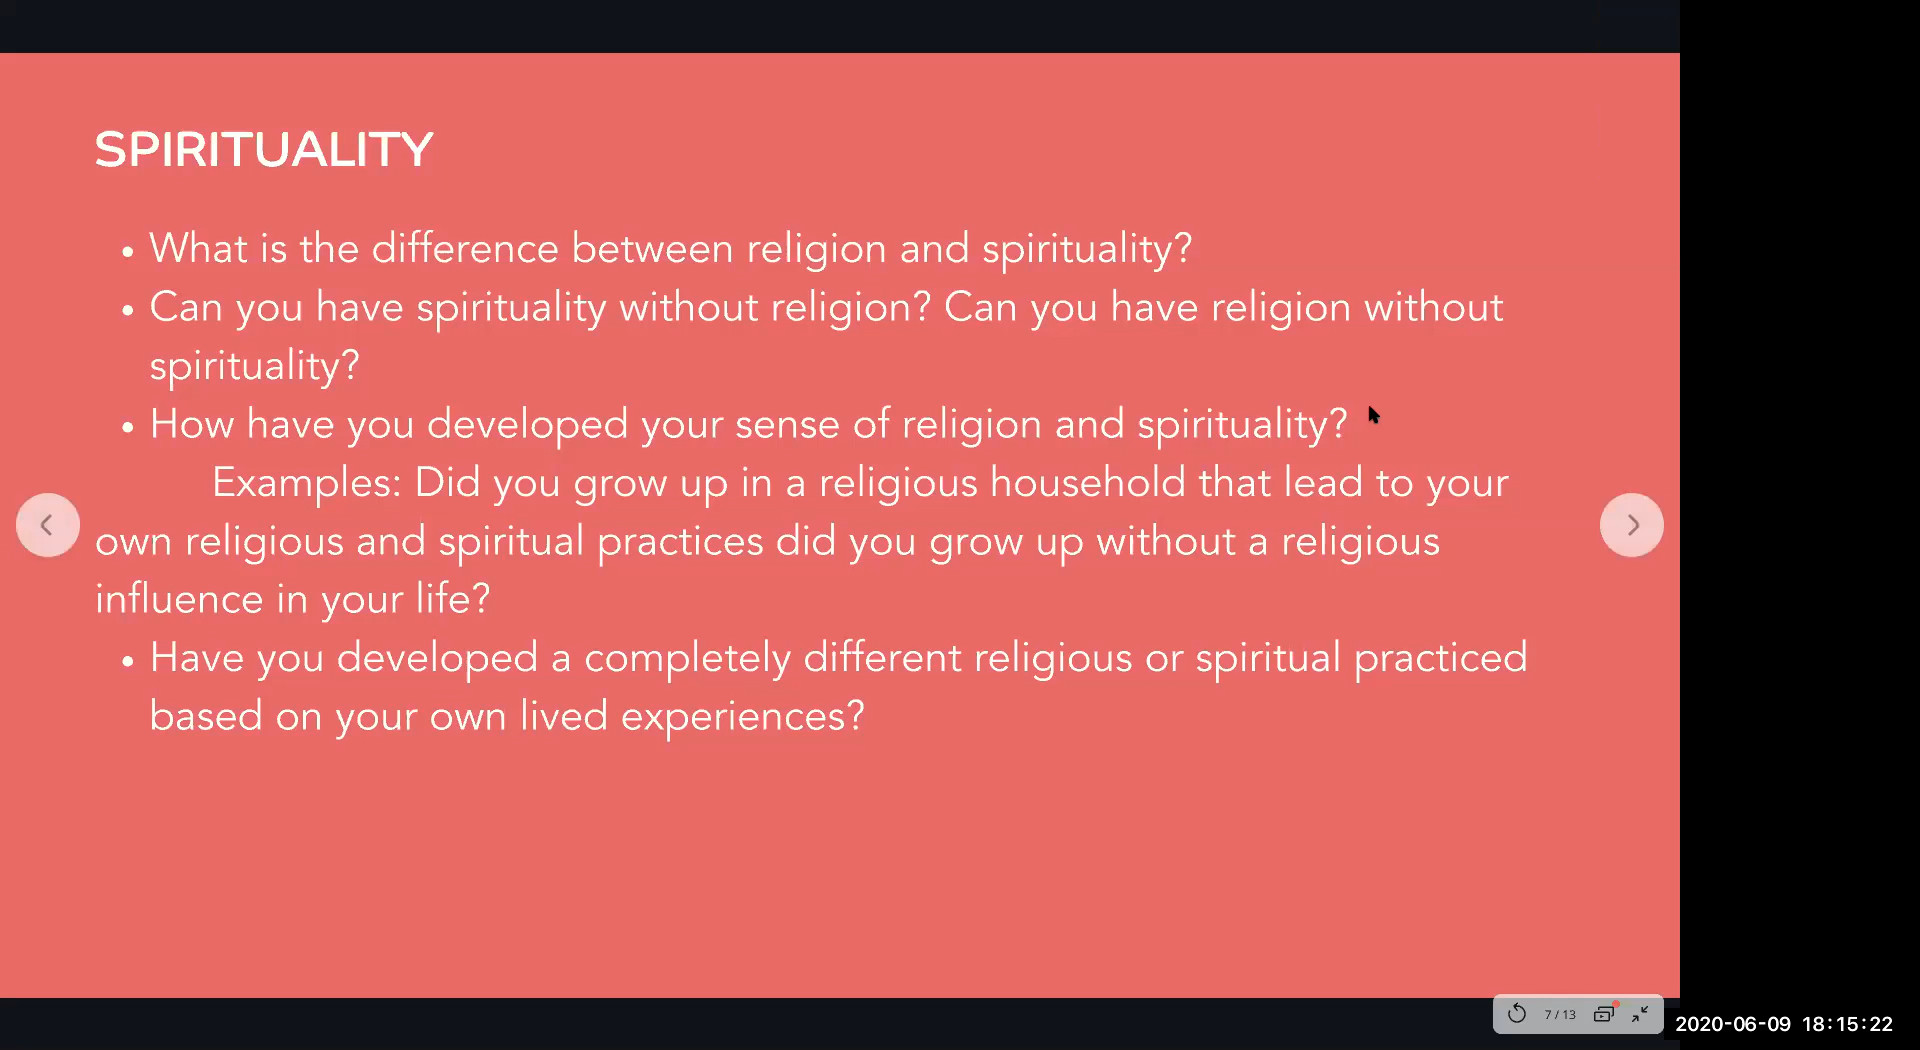 SPIRITUALITY
• What is the difference between religion and spirituality?
• Can you have spirituality without religion? Can you have religion without
spirituality?
• How have you developed your sense of religion and spirituality?
Examples: Did you grow up in a religious household that lead to your
own religious and spiritual practices did you grow up without a religious
influence in your life?
• Have you developed a completely different religious or spiritual practiced
based on your own lived experiences?
7 / 13
2020-06-09 18:15:22